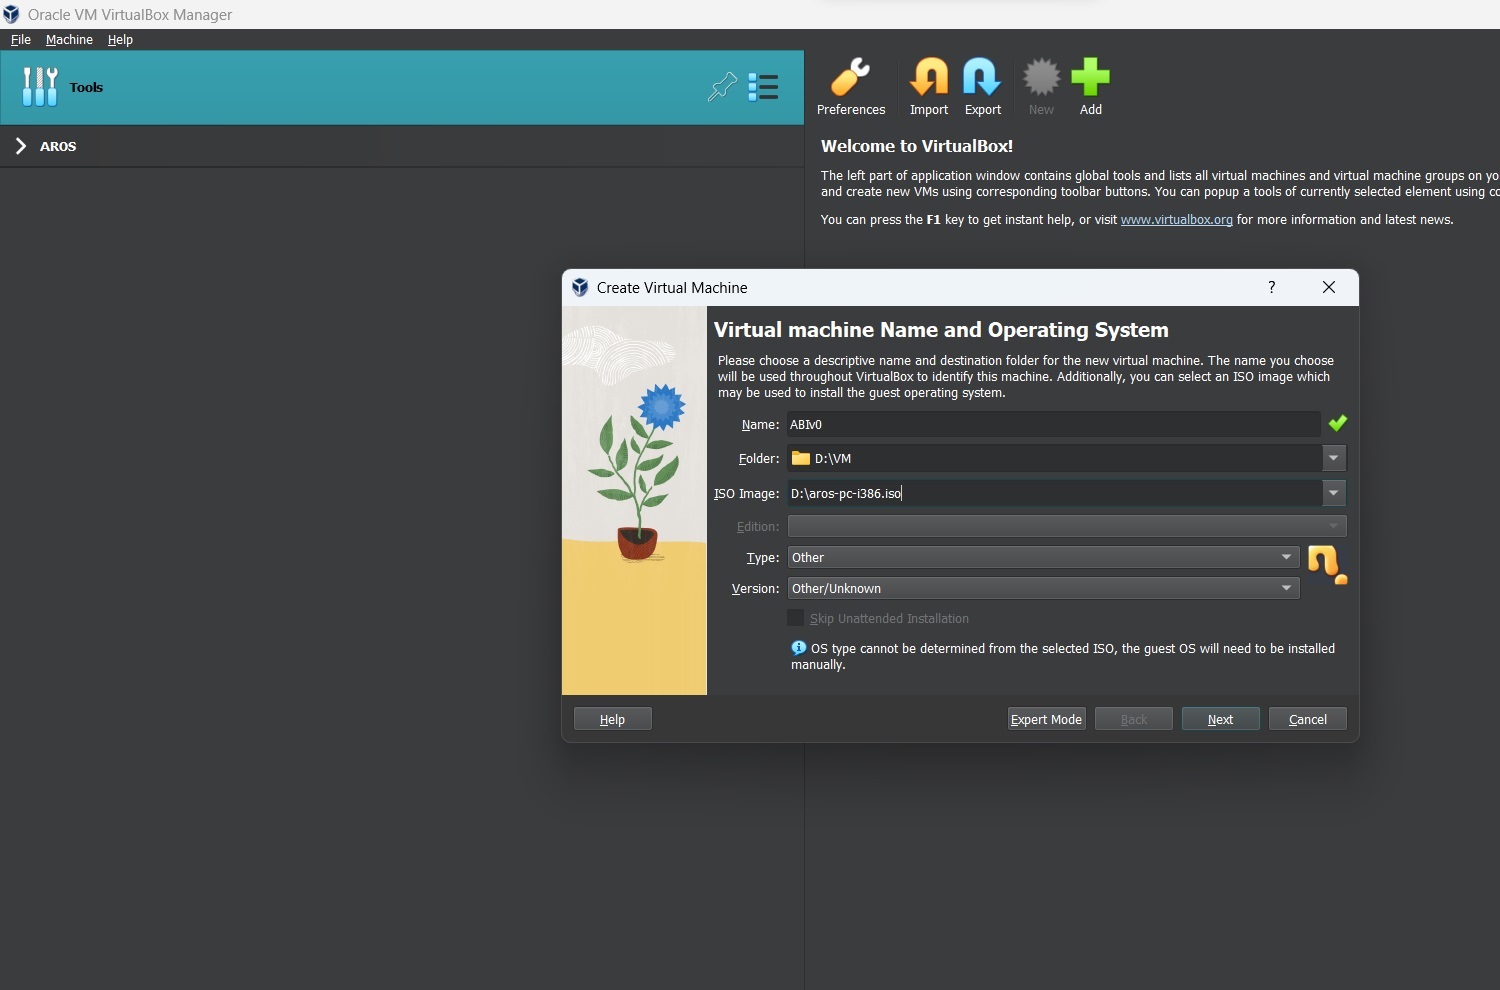 Oracle VM VirtualBox Manager
File Machine Help
Tools
Preferences Import Export New Add
AROS
Welcome to VirtualBox!
The left part of application window contains global tools and lists all virtual machines and virtual machine groups on yo
and create new VMs using corresponding toolbar buttons. You can popup a tools of currently selected element using co
You can press the F1 key to get instant help, or visit www.virtualbox.org for more information and latest news.
Create Virtual Machine ?
Virtual machine Name and Operating System
Please choose a descriptive name and destination folder for the new virtual machine. The name you choose
will be used throughout VirtualBox to identify this machine. Additionally, you can select an ISO image which
may be used to install the guest operating system.
Name: ABIv0
Folder: D:\VM
ISO Image: D:\aros-pc-i386.iso
Edition:
Type: Other
Version: Other/Unknown
Skip Unattended Installation
OS type cannot be determined from the selected ISO, the guest OS will need to be installed
manually.
Help Expert Mode Back Next Cancel